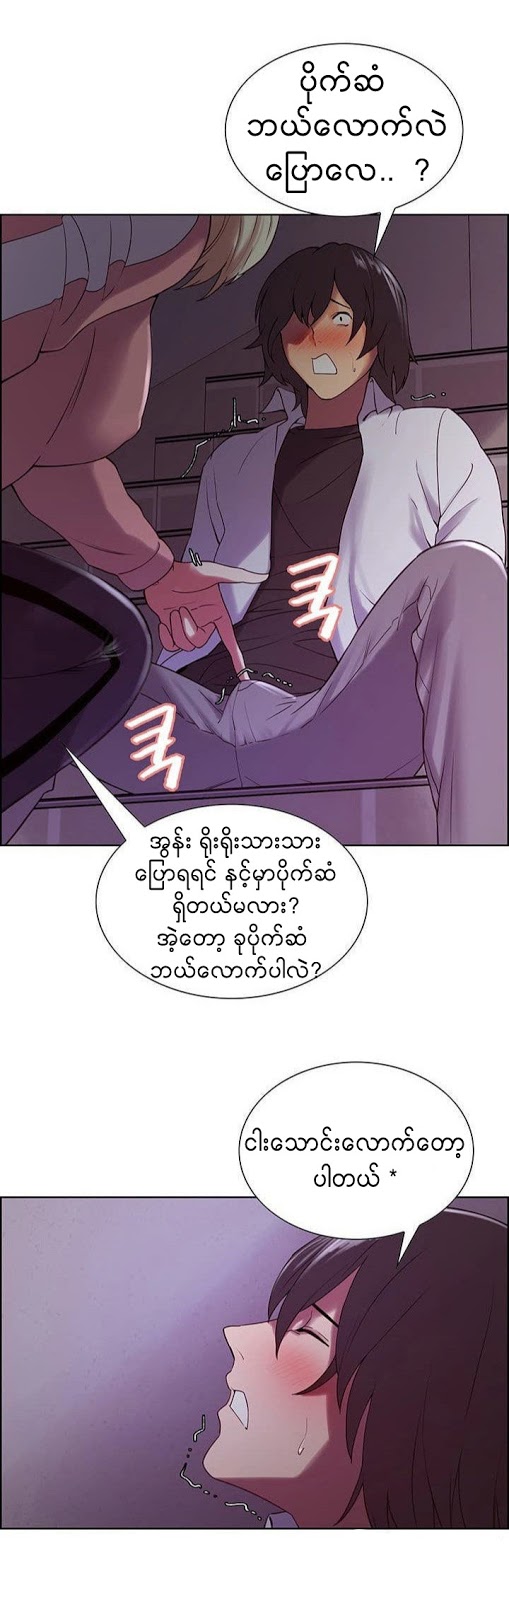 ပိုက်ဆံ
ဘယ်လောက်လဲ
ပြောလေ.. ?
큭
큭
အွန်း ရိုးရိုးသားသား
ပြောရရင် နင့်မှာပိုက်ဆံ
ရှိတယ်မလား?
အဲ့တော့ ခုပိုက်ဆံ
ဘယ်လောက်ပါလဲ?
ငါးသောင်းလောက်တော့
ပါတယ် *